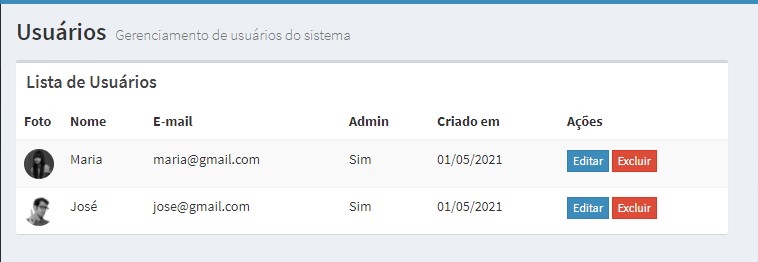 Usuários Gerenciamento de usuários do sistema
Lista de Usuários
Foto Nome E-mail Admin Criado em Ações
Maria maria@gmail.com Sim 01/05/2021 Editar Excluir
José jose@gmail.com Sim 01/05/2021 Editar Excluir